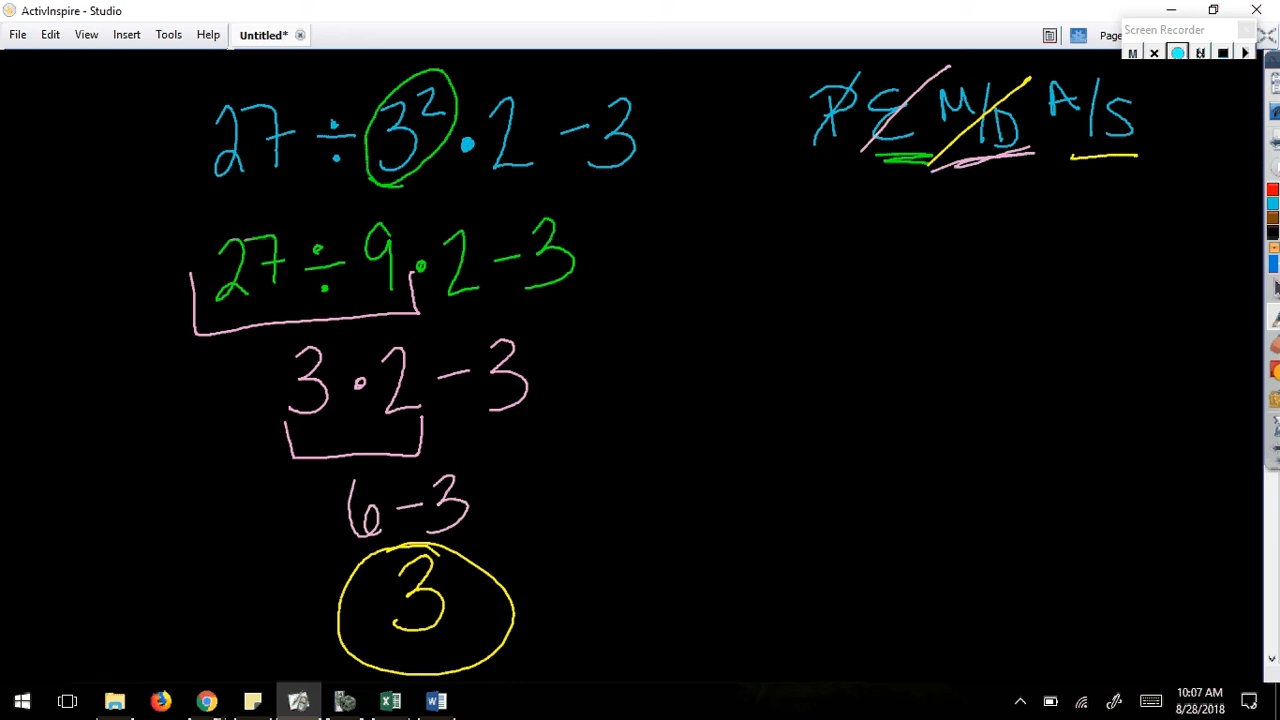 ActivInspire - Studio
File Edit View Insert Tools Help Untitled* Page
Screen Recorder
M
27 ÷ 3² · 2 - 3
P E M/D A/S
27 ÷ 9 · 2 - 3
3 · 2 - 3
6 - 3
3
10:07 AM
8/28/2018